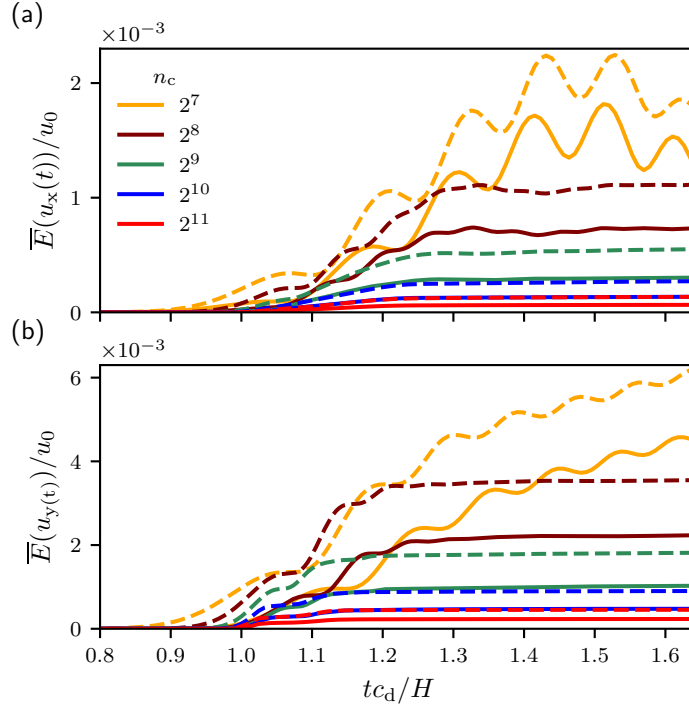 (a)
×10⁻³
n_c
2⁷
2⁸
2⁹
2¹⁰
2¹¹
2
1
0
E̅(u_x(t))/u_0
(b)
×10⁻³
6
4
2
0
E̅(u_y(t))/u_0
0.8 0.9 1.0 1.1 1.2 1.3 1.4 1.5 1.6
tc_d/H